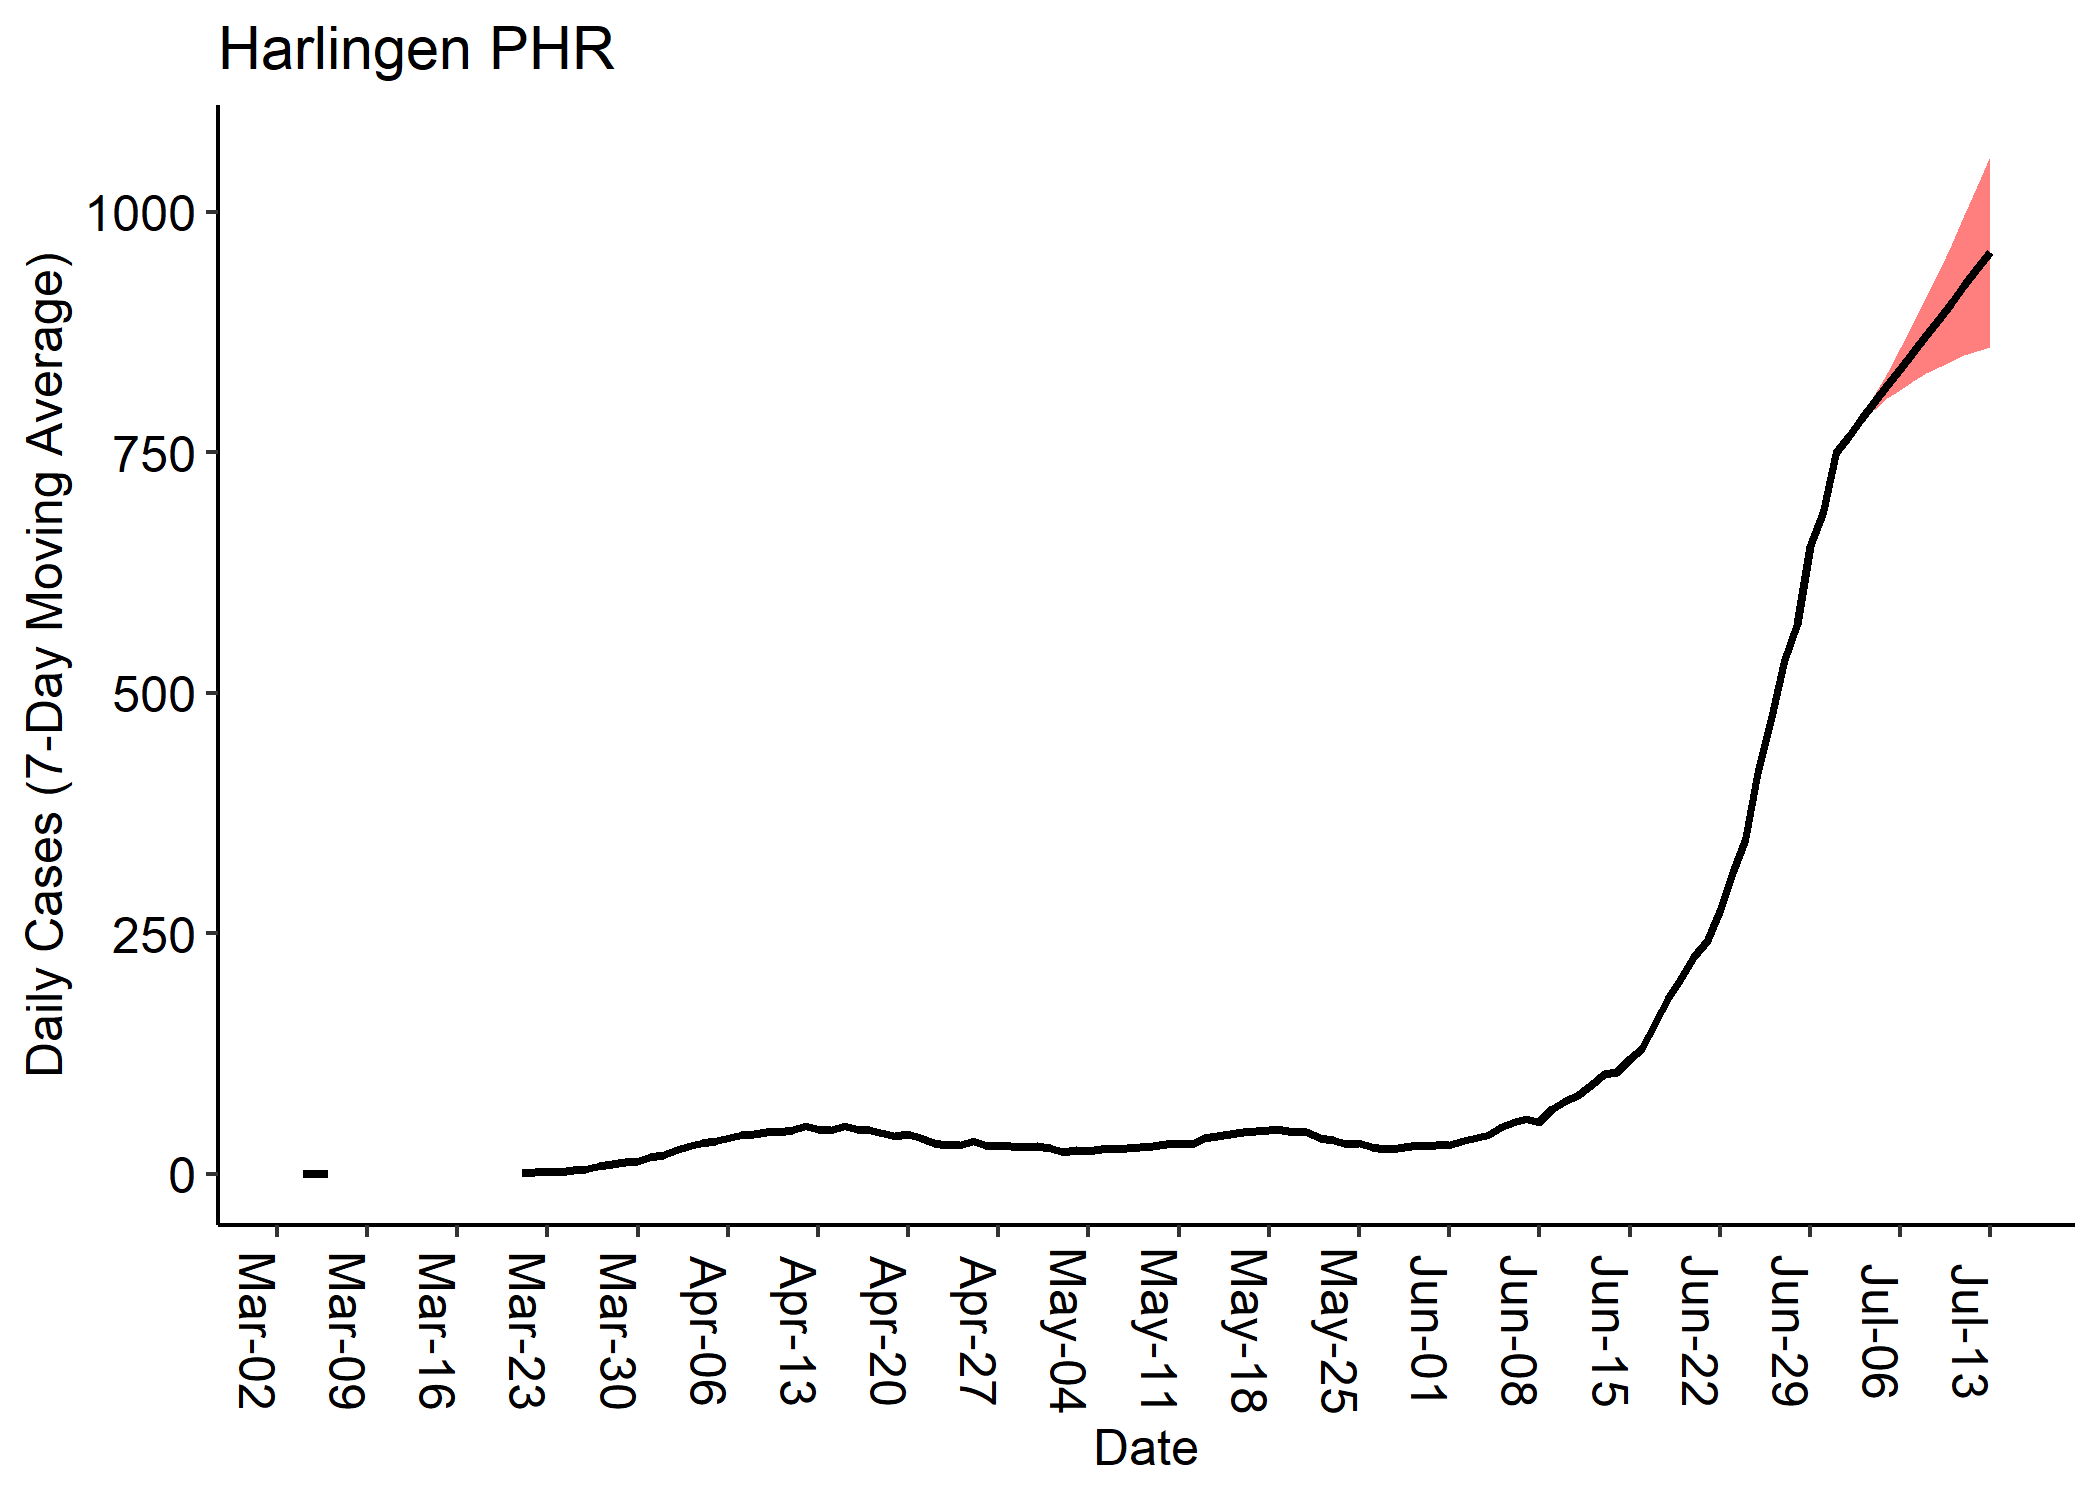 Harlingen PHR
Daily Cases (7-Day Moving Average)
1000
750
500
250
0
Mar-02
Mar-09
Mar-16
Mar-23
Mar-30
Apr-06
Apr-13
Apr-20
Apr-27
May-04
May-11
May-18
May-25
Jun-01
Jun-08
Jun-15
Jun-22
Jun-29
Jul-06
Jul-13
Date